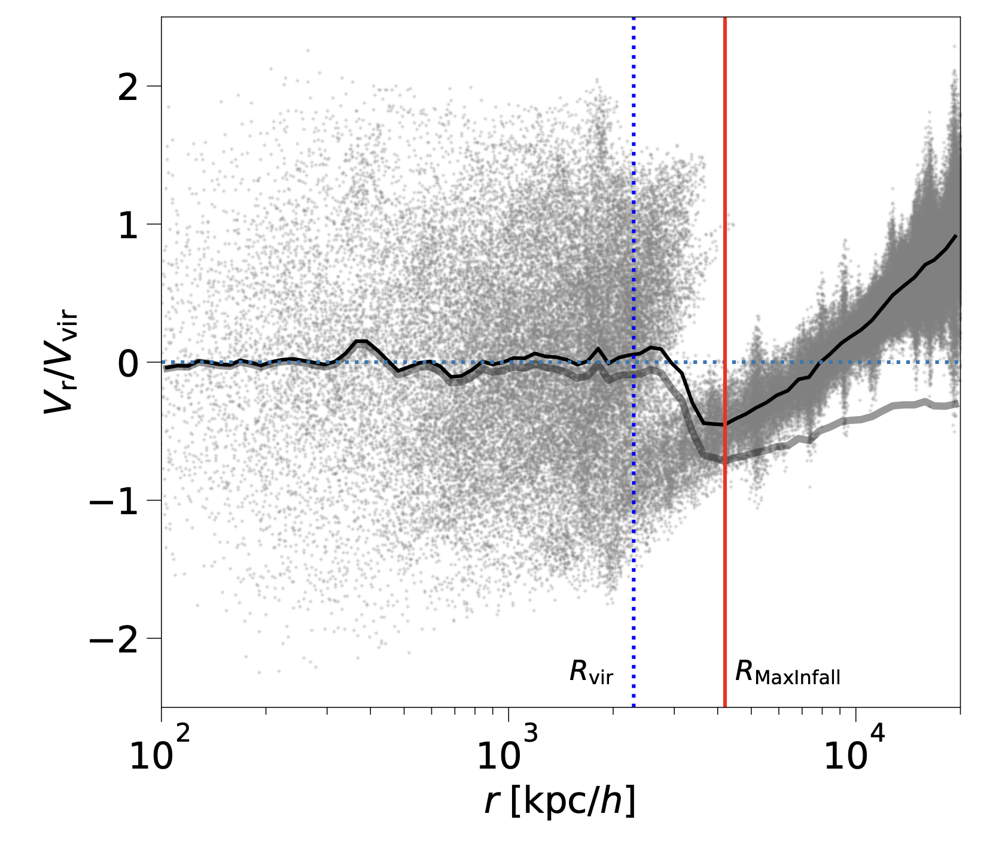 2
1
0
−1
−2
V_r/V_vir
R_vir
R_MaxInfall
10^2 10^3 10^4
r [kpc/h]